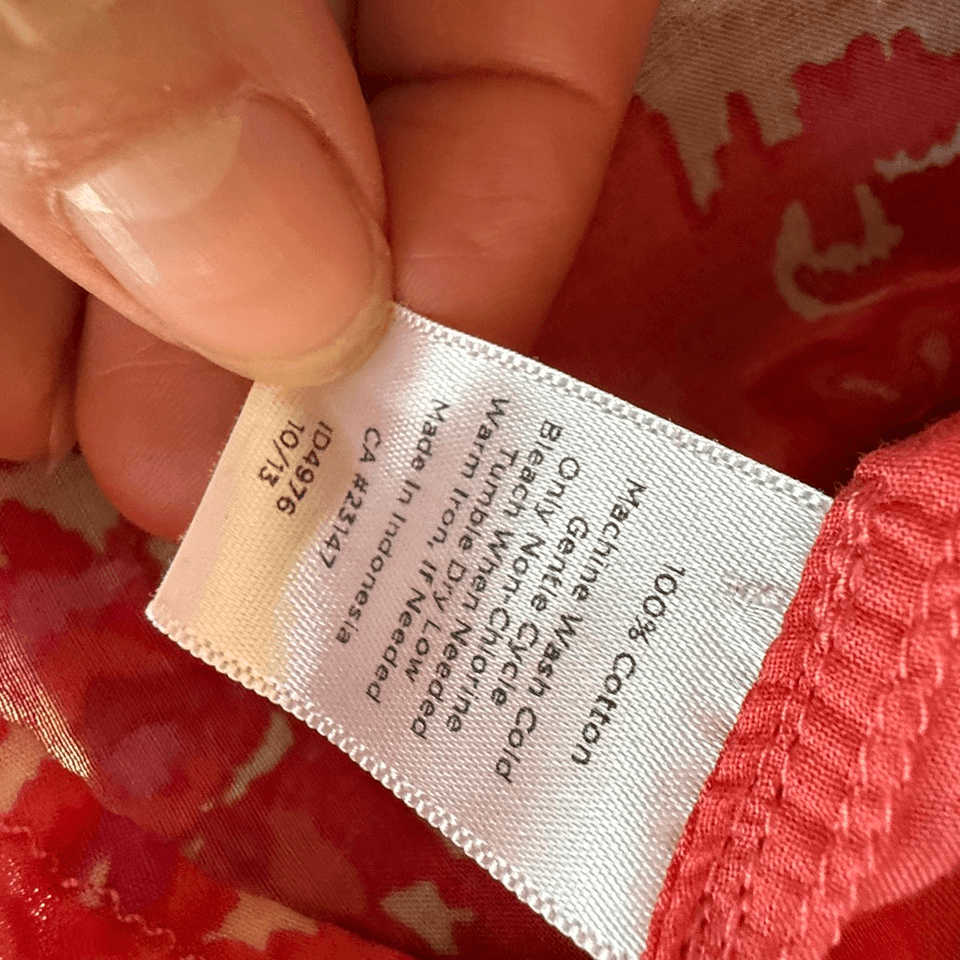 100% Cotton
Machine Wash Cold
Gentle Cycle
Only Non-Chlorine
Bleach When Needed
Tumble Dry Low
Warm Iron, If Needed
Made In Indonesia
CA #23147
ID4976
10/13